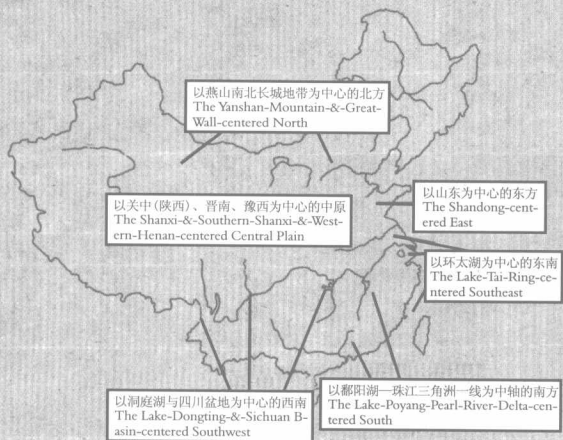 以燕山南北长城地带为中心的北方
The Yanshan-Mountain-&-Great-
Wall-centered North
以关中(陕西)、晋南、豫西为中心的中原
The Shanxi-&-Southern-Shanxi-&-West-
ern-Henan-centered Central Plain
以山东为中心的东方
The Shandong-cent-
ered East
以环太湖为中心的东南
The Lake-Tai-Ring-ce-
ntered Southeast
以洞庭湖与四川盆地为中心的西南
The Lake-Dongting-&-Sichuan B-
asin-centered Southwest
以鄱阳湖—珠江三角洲一线为中轴的南方
The Lake-Poyang-Pearl-River-Delta-cen-
tered South